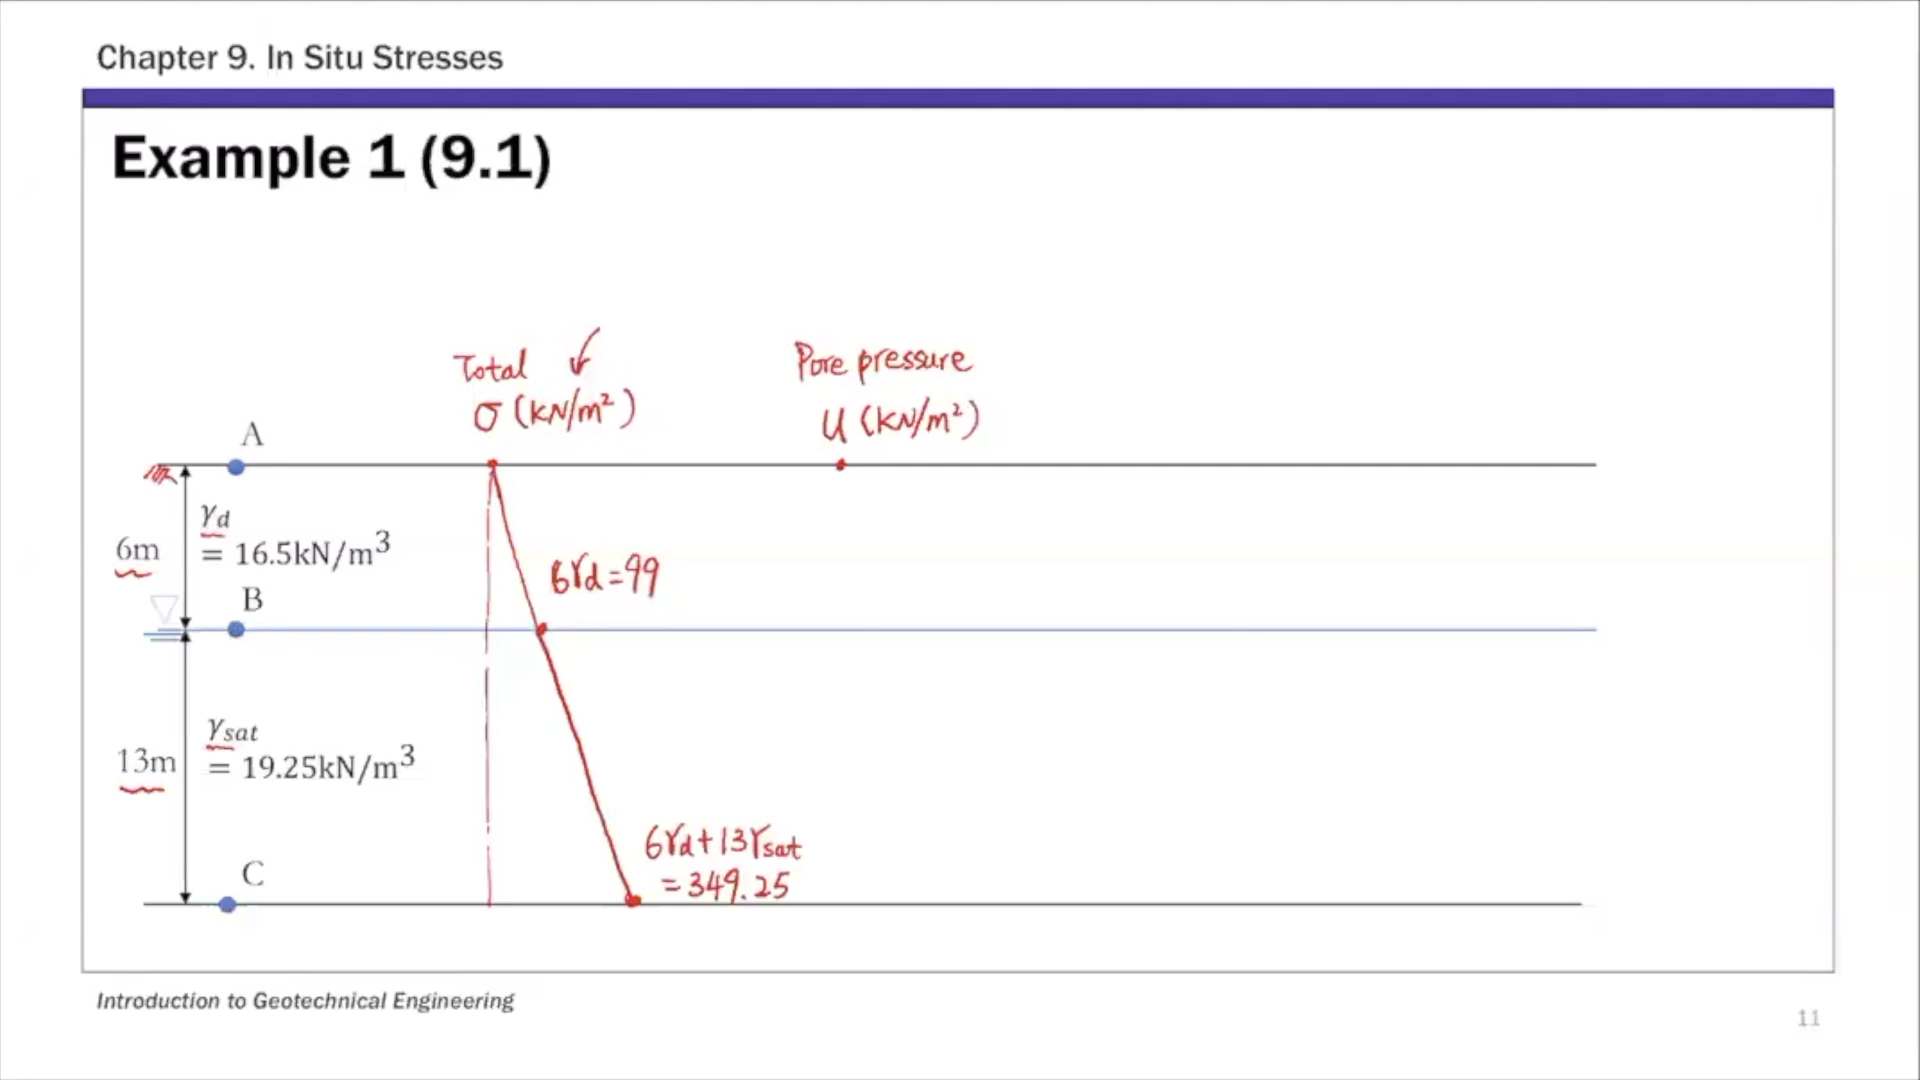 Chapter 9. In Situ Stresses
Example 1 (9.1)
Total
σ (kN/m²)
Pore pressure
u (kN/m²)
A
γd
= 16.5kN/m³
6m
6γd=99
B
γsat
= 19.25kN/m³
13m
6γd+13γsat
=349.25
C
Introduction to Geotechnical Engineering
11